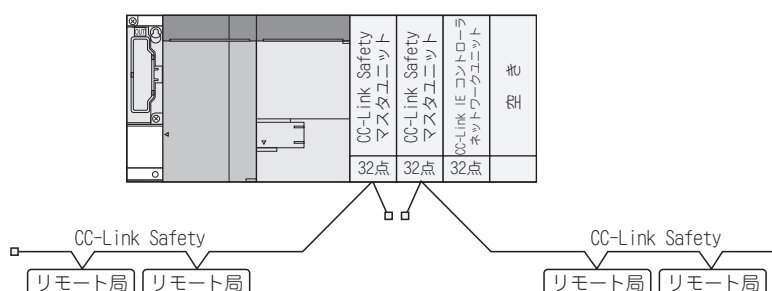 OUT
CC-Link Safety
マスタユニット
CC-Link Safety
マスタユニット
CC-Link IE コントローラ
ネットワークユニット
空き
32点
32点
32点
CC-Link Safety
CC-Link Safety
リモート局
リモート局
リモート局
リモート局